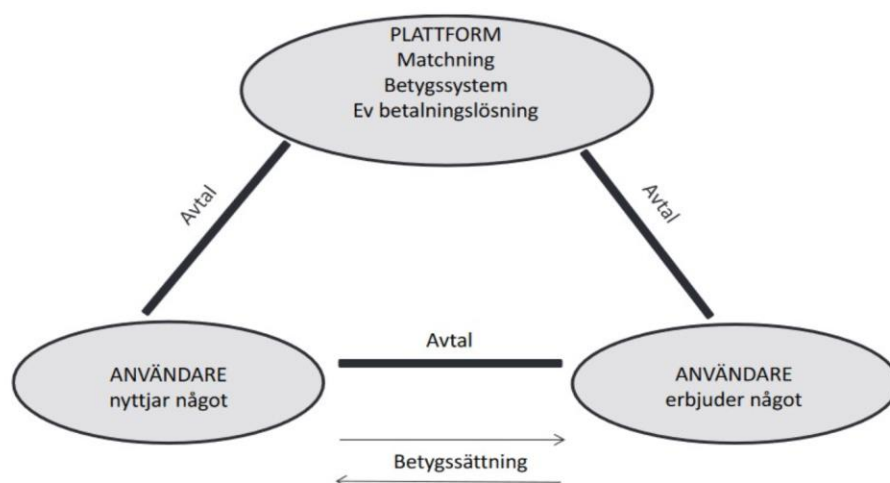 PLATTFORM
Matchning
Betygssystem
Ev betalningslösning
Avtal
Avtal
Avtal
ANVÄNDARE
nyttjar något
ANVÄNDARE
erbjuder något
Betygssättning